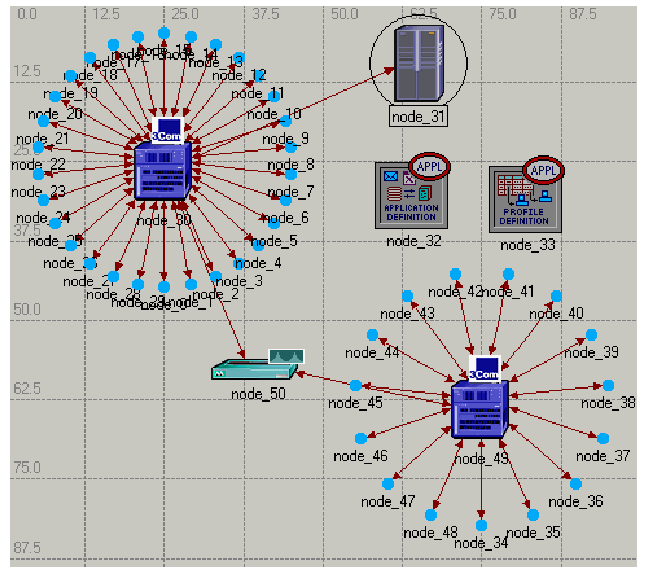 0.0 12.5 25.0 37.5 50.0 62.5 75.0 87.5
node_15
node_14
node_17
node_13
node_18
node_12
12.5
node_19
node_11
node_31
node_20
node_10
3Com
node_21
node_9
25.0
node_22
node_8
APPL
APPL
node_23
node_7
APPLICATION
DEFINITION
PROFILE
DEFINITION
node_24
node_30
node_6
37.5
node_5
node_32
node_33
node_4
node_3
node_2
node_1
node_42
node_41
50.0
node_43
node_40
node_44
node_39
3Com
62.5
node_50
node_45
node_38
node_46
node_49
node_37
75.0
node_47
node_36
node_48
node_34
node_35
87.5